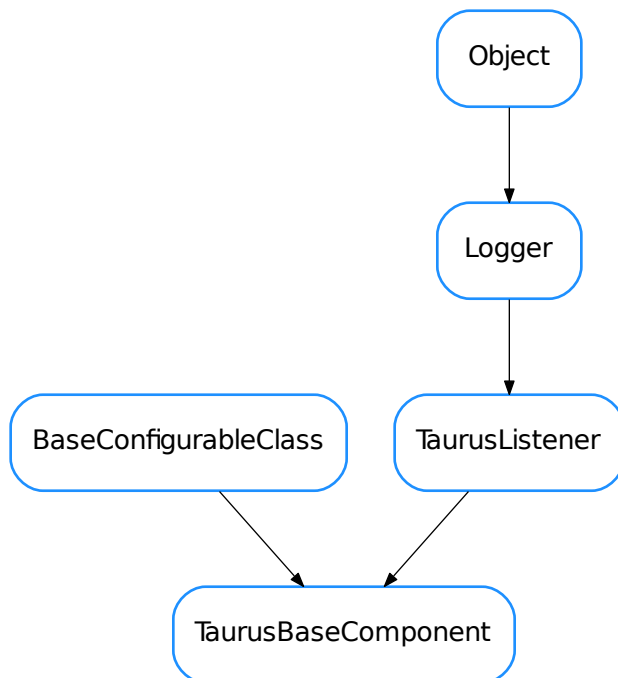 Object
Logger
BaseConfigurableClass
TaurusListener
TaurusBaseComponent